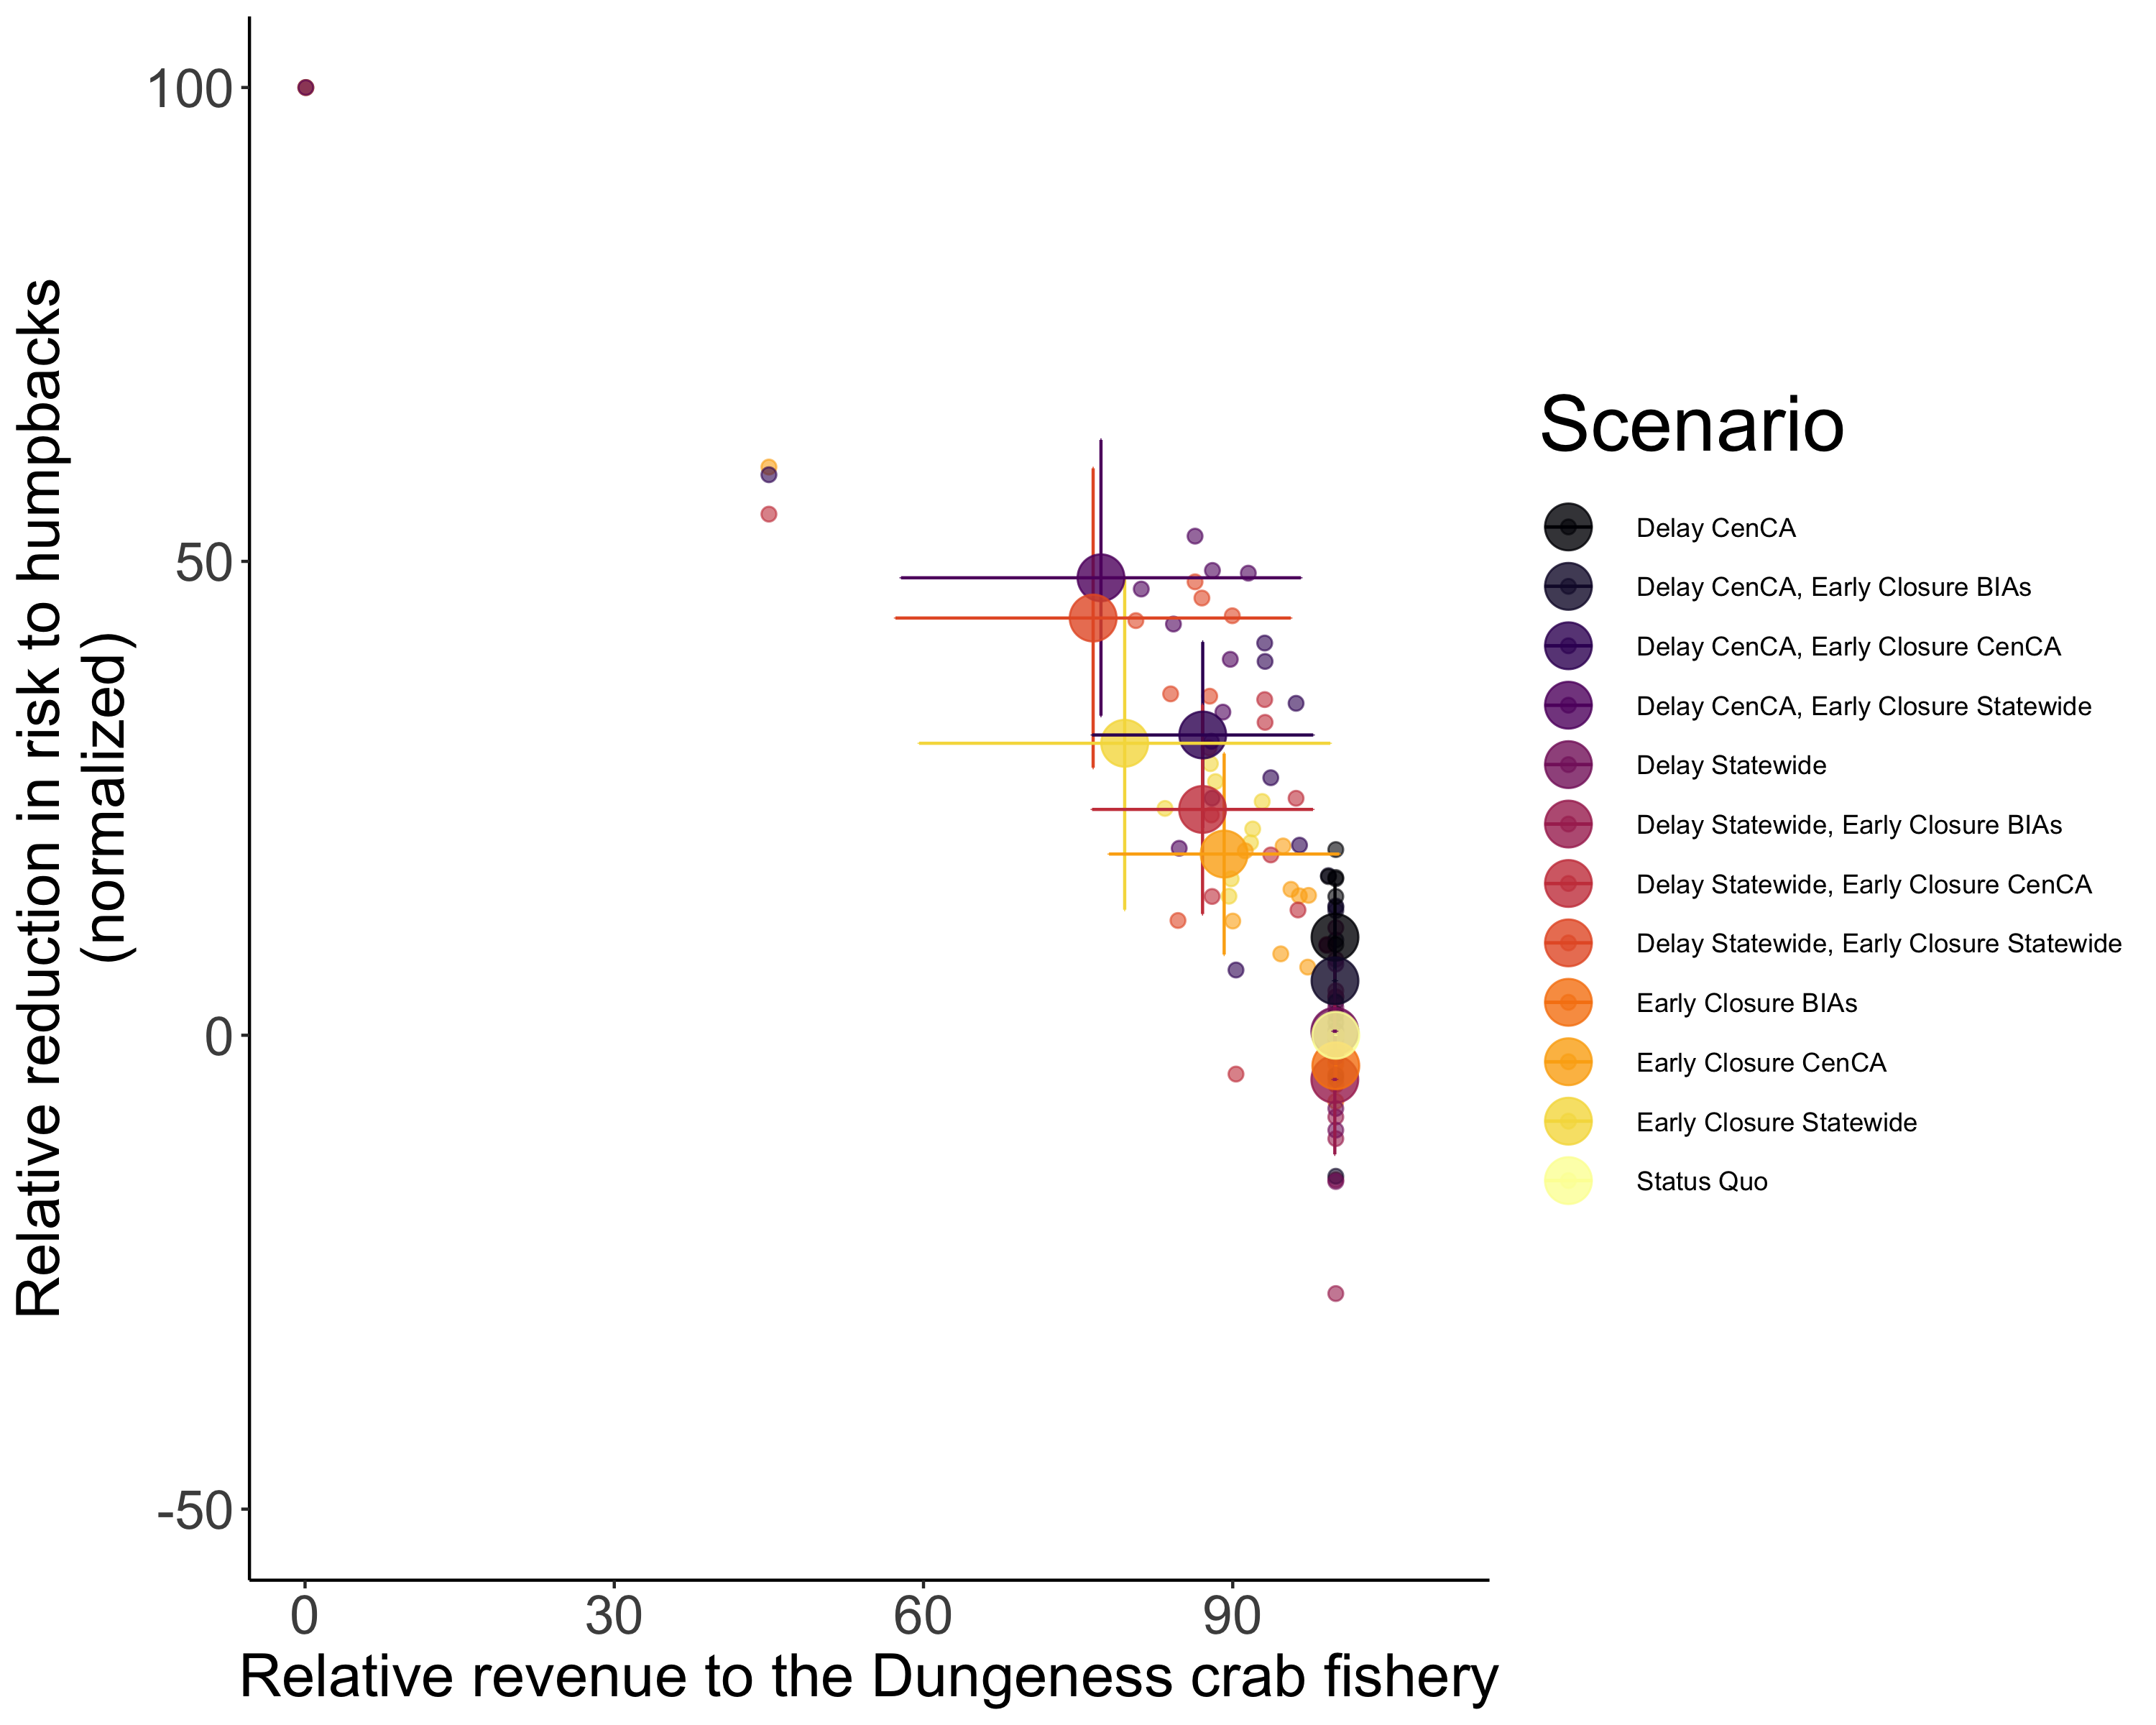 Relative reduction in risk to humpbacks
(normalized)
100
50
0
-50
0
30
60
90
Relative revenue to the Dungeness crab fishery
Scenario
Delay CenCA
Delay CenCA, Early Closure BIAs
Delay CenCA, Early Closure CenCA
Delay CenCA, Early Closure Statewide
Delay Statewide
Delay Statewide, Early Closure BIAs
Delay Statewide, Early Closure CenCA
Delay Statewide, Early Closure Statewide
Early Closure BIAs
Early Closure CenCA
Early Closure Statewide
Status Quo